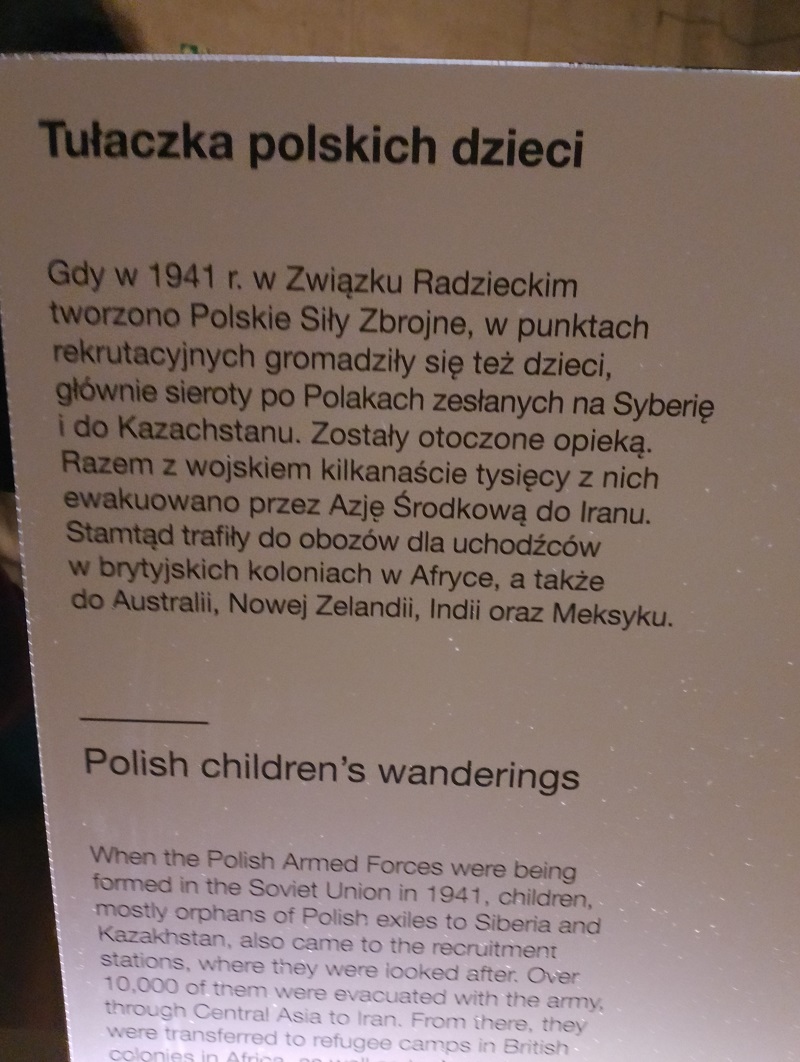 Tułaczka polskich dzieci
Gdy w 1941 r. w Związku Radzieckim
tworzono Polskie Siły Zbrojne, w punktach
rekrutacyjnych gromadziły się też dzieci,
głównie sieroty po Polakach zesłanych na Syberię
i do Kazachstanu. Zostały otoczone opieką.
Razem z wojskiem kilkanaście tysięcy z nich
ewakuowano przez Azję Środkową do Iranu.
Stamtąd trafiły do obozów dla uchodźców
w brytyjskich koloniach w Afryce, a także
do Australii, Nowej Zelandii, Indii oraz Meksyku.
Polish children's wanderings
When the Polish Armed Forces were being
formed in the Soviet Union in 1941, children,
mostly orphans of Polish exiles to Siberia and
Kazakhstan, also came to the recruitment
stations, where they were looked after. Over
10,000 of them were evacuated with the army,
through Central Asia to Iran. From there, they
were transferred to refugee camps in British
colonies in Africa, as well